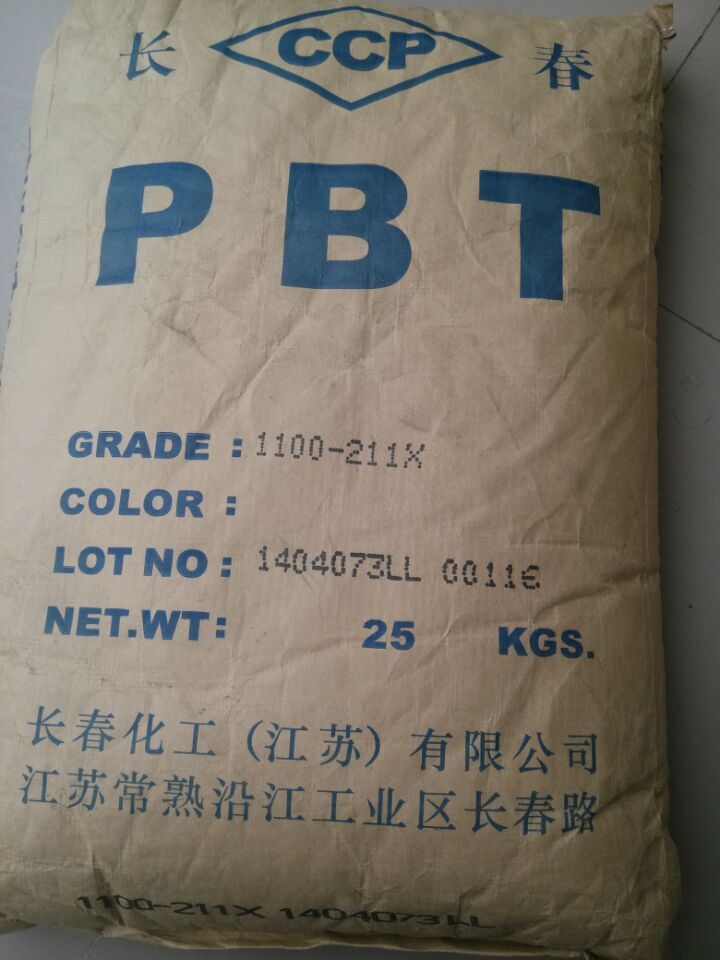 长 CCP 春
PBT
GRADE : 1100-211X
COLOR :
LOT NO : 1404073LL 00116
NET.WT: 25 KGS.
长春化工（江苏）有限公司
江苏常熟沿江工业区长春路
1100-211X 1404073LL